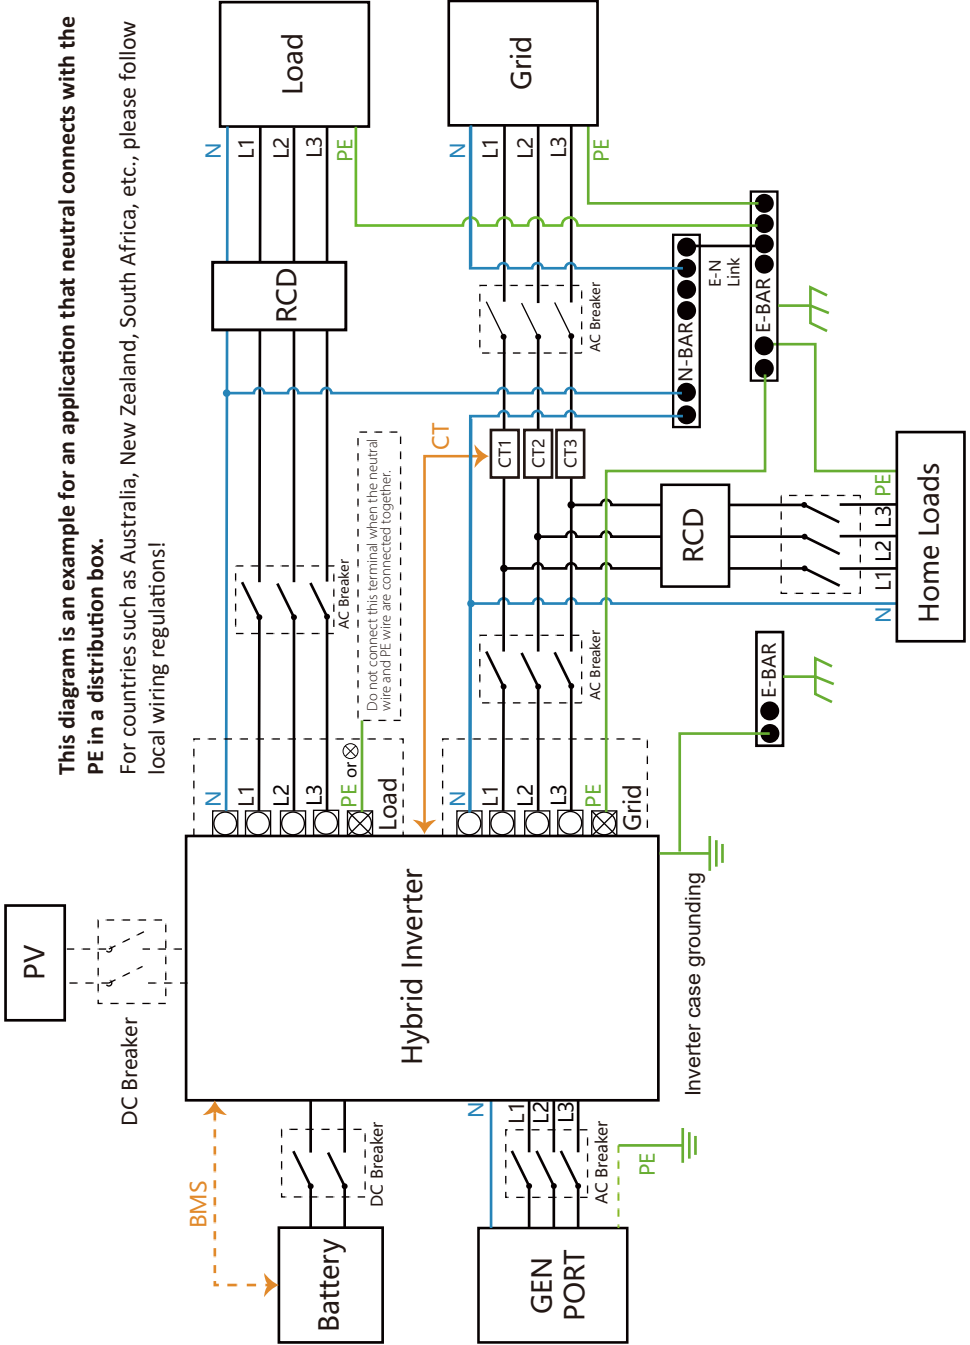 This diagram is an example for an application that neutral connects with the
PE in a distribution box.
For countries such as Australia, New Zealand, South Africa, etc., please follow
local wiring regulations!
PV
DC Breaker
BMS
Battery
DC Breaker
Hybrid Inverter
GEN
PORT
N
L1
L2
L3
AC Breaker
PE
Inverter case grounding
N
L1
L2
L3
PE or
Load
Do not connect this terminal when the neutral
wire and PE wire are connected together.
AC Breaker
RCD
N
L1
L2
L3
PE
Load
CT
N
L1
L2
L3
PE
Grid
AC Breaker
CT1
CT2
CT3
AC Breaker
N
L1
L2
L3
PE
Grid
N-BAR
E-N
Link
E-BAR
RCD
N
L1
L2
L3
PE
Home Loads
E-BAR